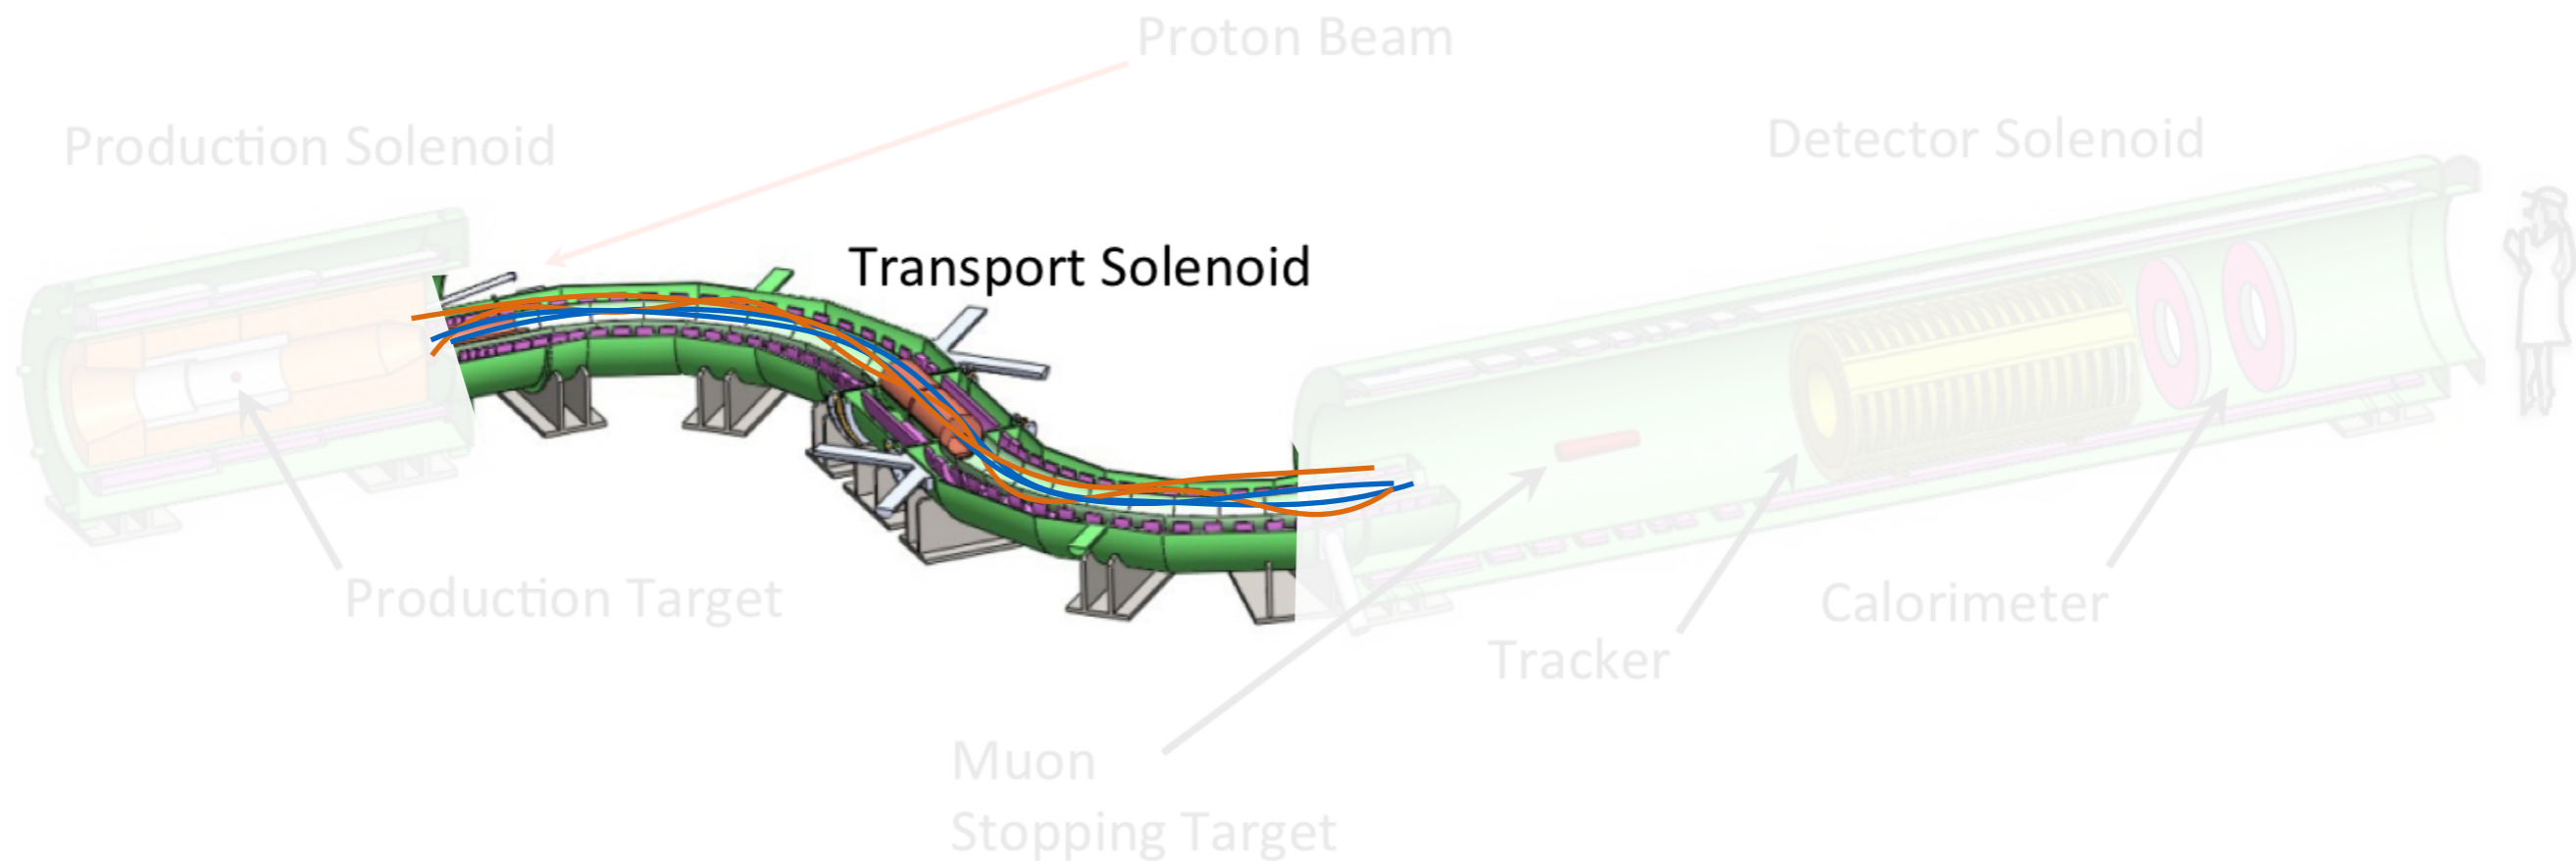 Proton Beam
Production Solenoid
Detector Solenoid
Transport Solenoid
Production Target
Calorimeter
Tracker
Muon
Stopping Target